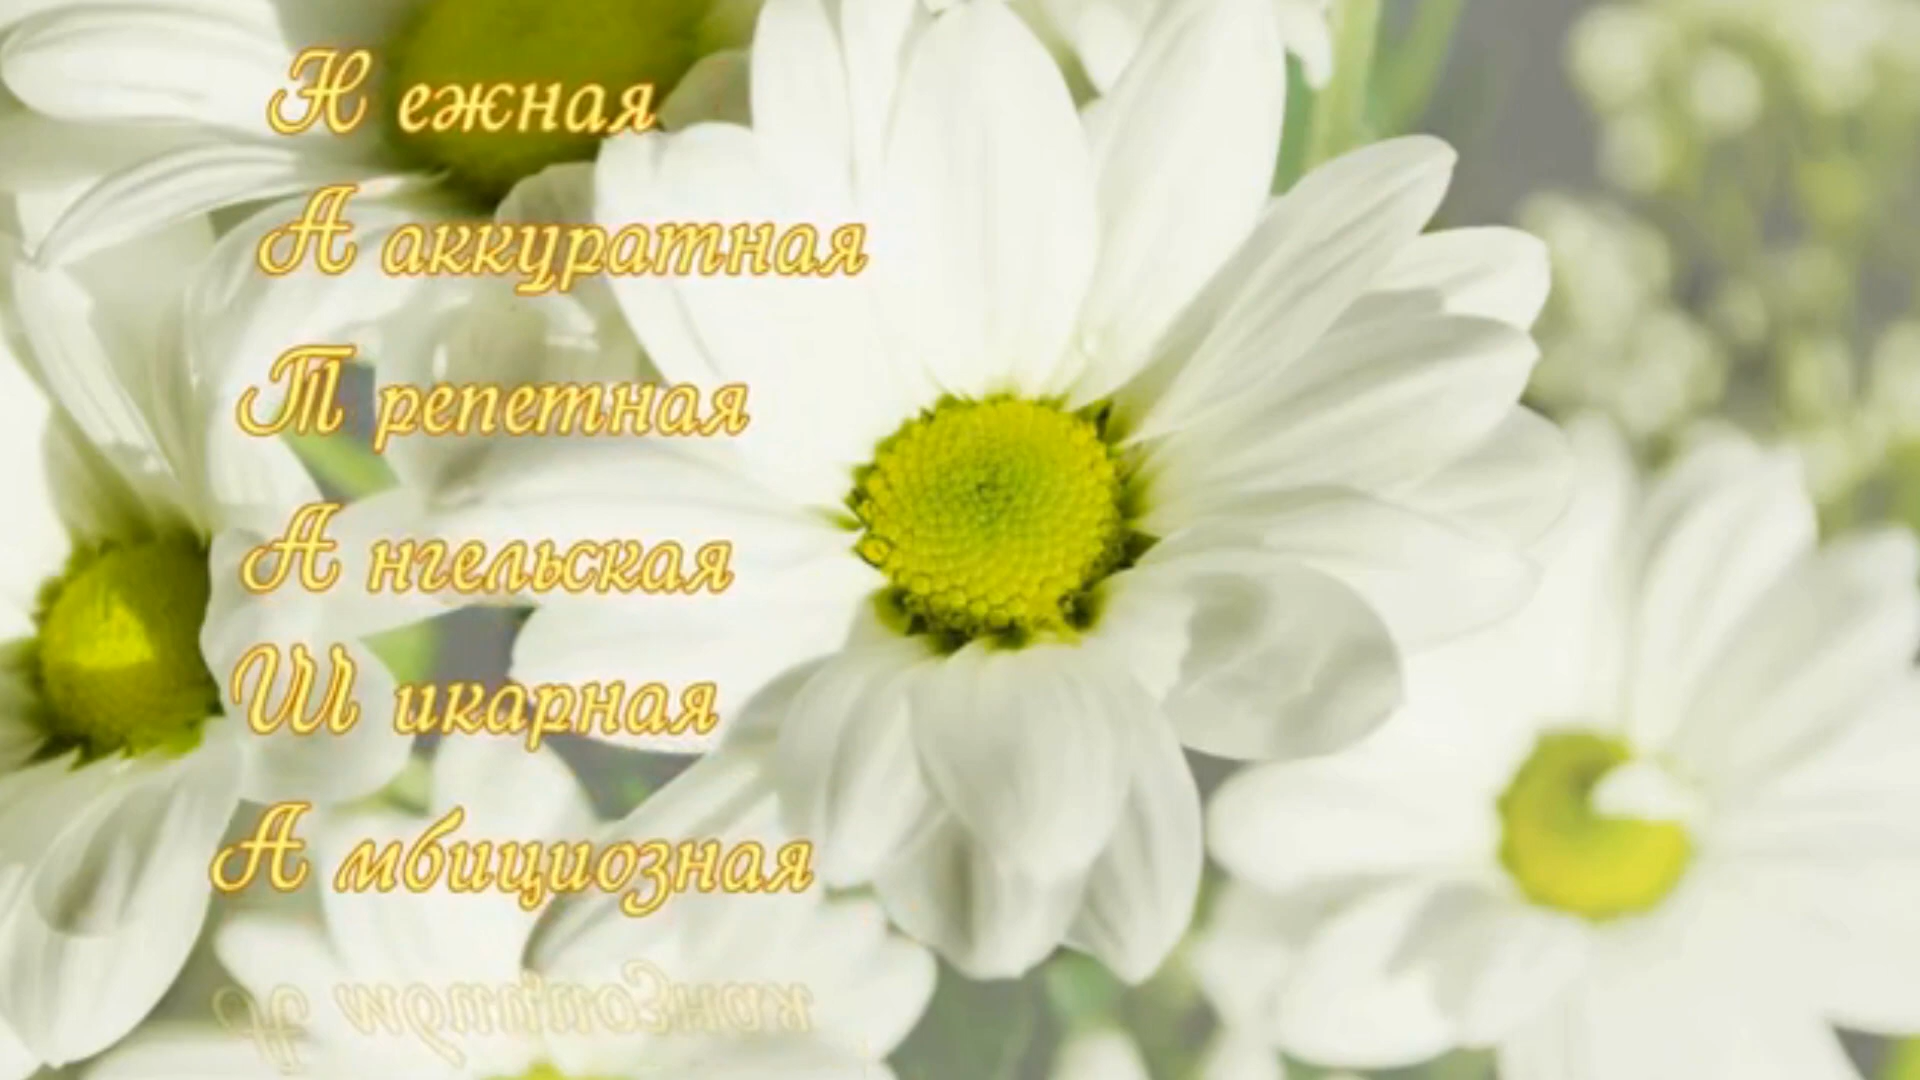 Н ежная
А аккуратная
Т репетная
А нгельская
Ш икарная
А мбициозная